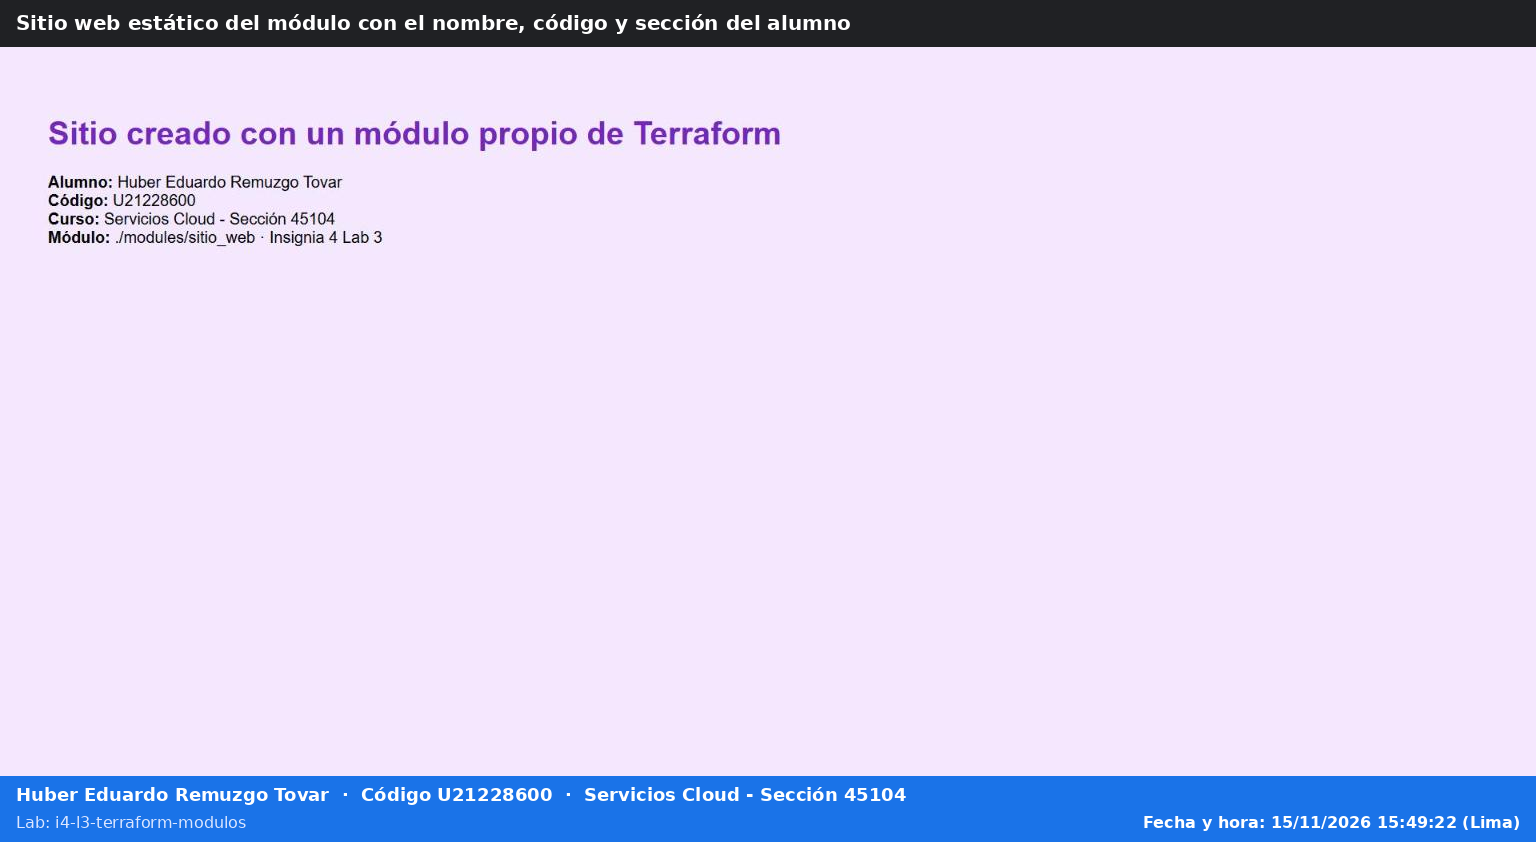 Sitio web estático del módulo con el nombre, código y sección del alumno
Sitio creado con un módulo propio de Terraform
Alumno: Huber Eduardo Remuzgo Tovar
Código: U21228600
Curso: Servicios Cloud - Sección 45104
Módulo: ./modules/sitio_web · Insignia 4 Lab 3
Huber Eduardo Remuzgo Tovar · Código U21228600 · Servicios Cloud - Sección 45104
Lab: i4-l3-terraform-modulos
Fecha y hora: 15/11/2026 15:49:22 (Lima)